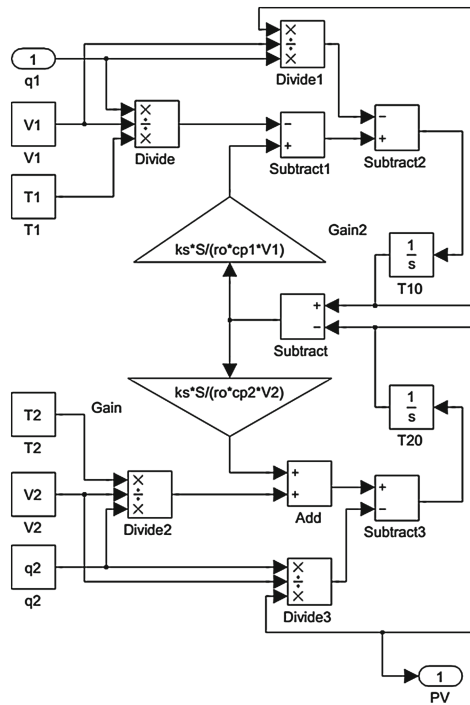 ×
÷
×
Divide1
1
q1
V1
V1
×
÷
×
Divide
−
+
Subtract1
−
+
Subtract2
T1
T1
ks*S/(ro*cp1*V1)
Gain2
1
s
T10
+
−
Subtract
ks*S/(ro*cp2*V2)
Gain
1
s
T20
T2
T2
V2
V2
×
÷
×
Divide2
+
+
Add
+
−
Subtract3
q2
q2
×
÷
×
Divide3
1
PV